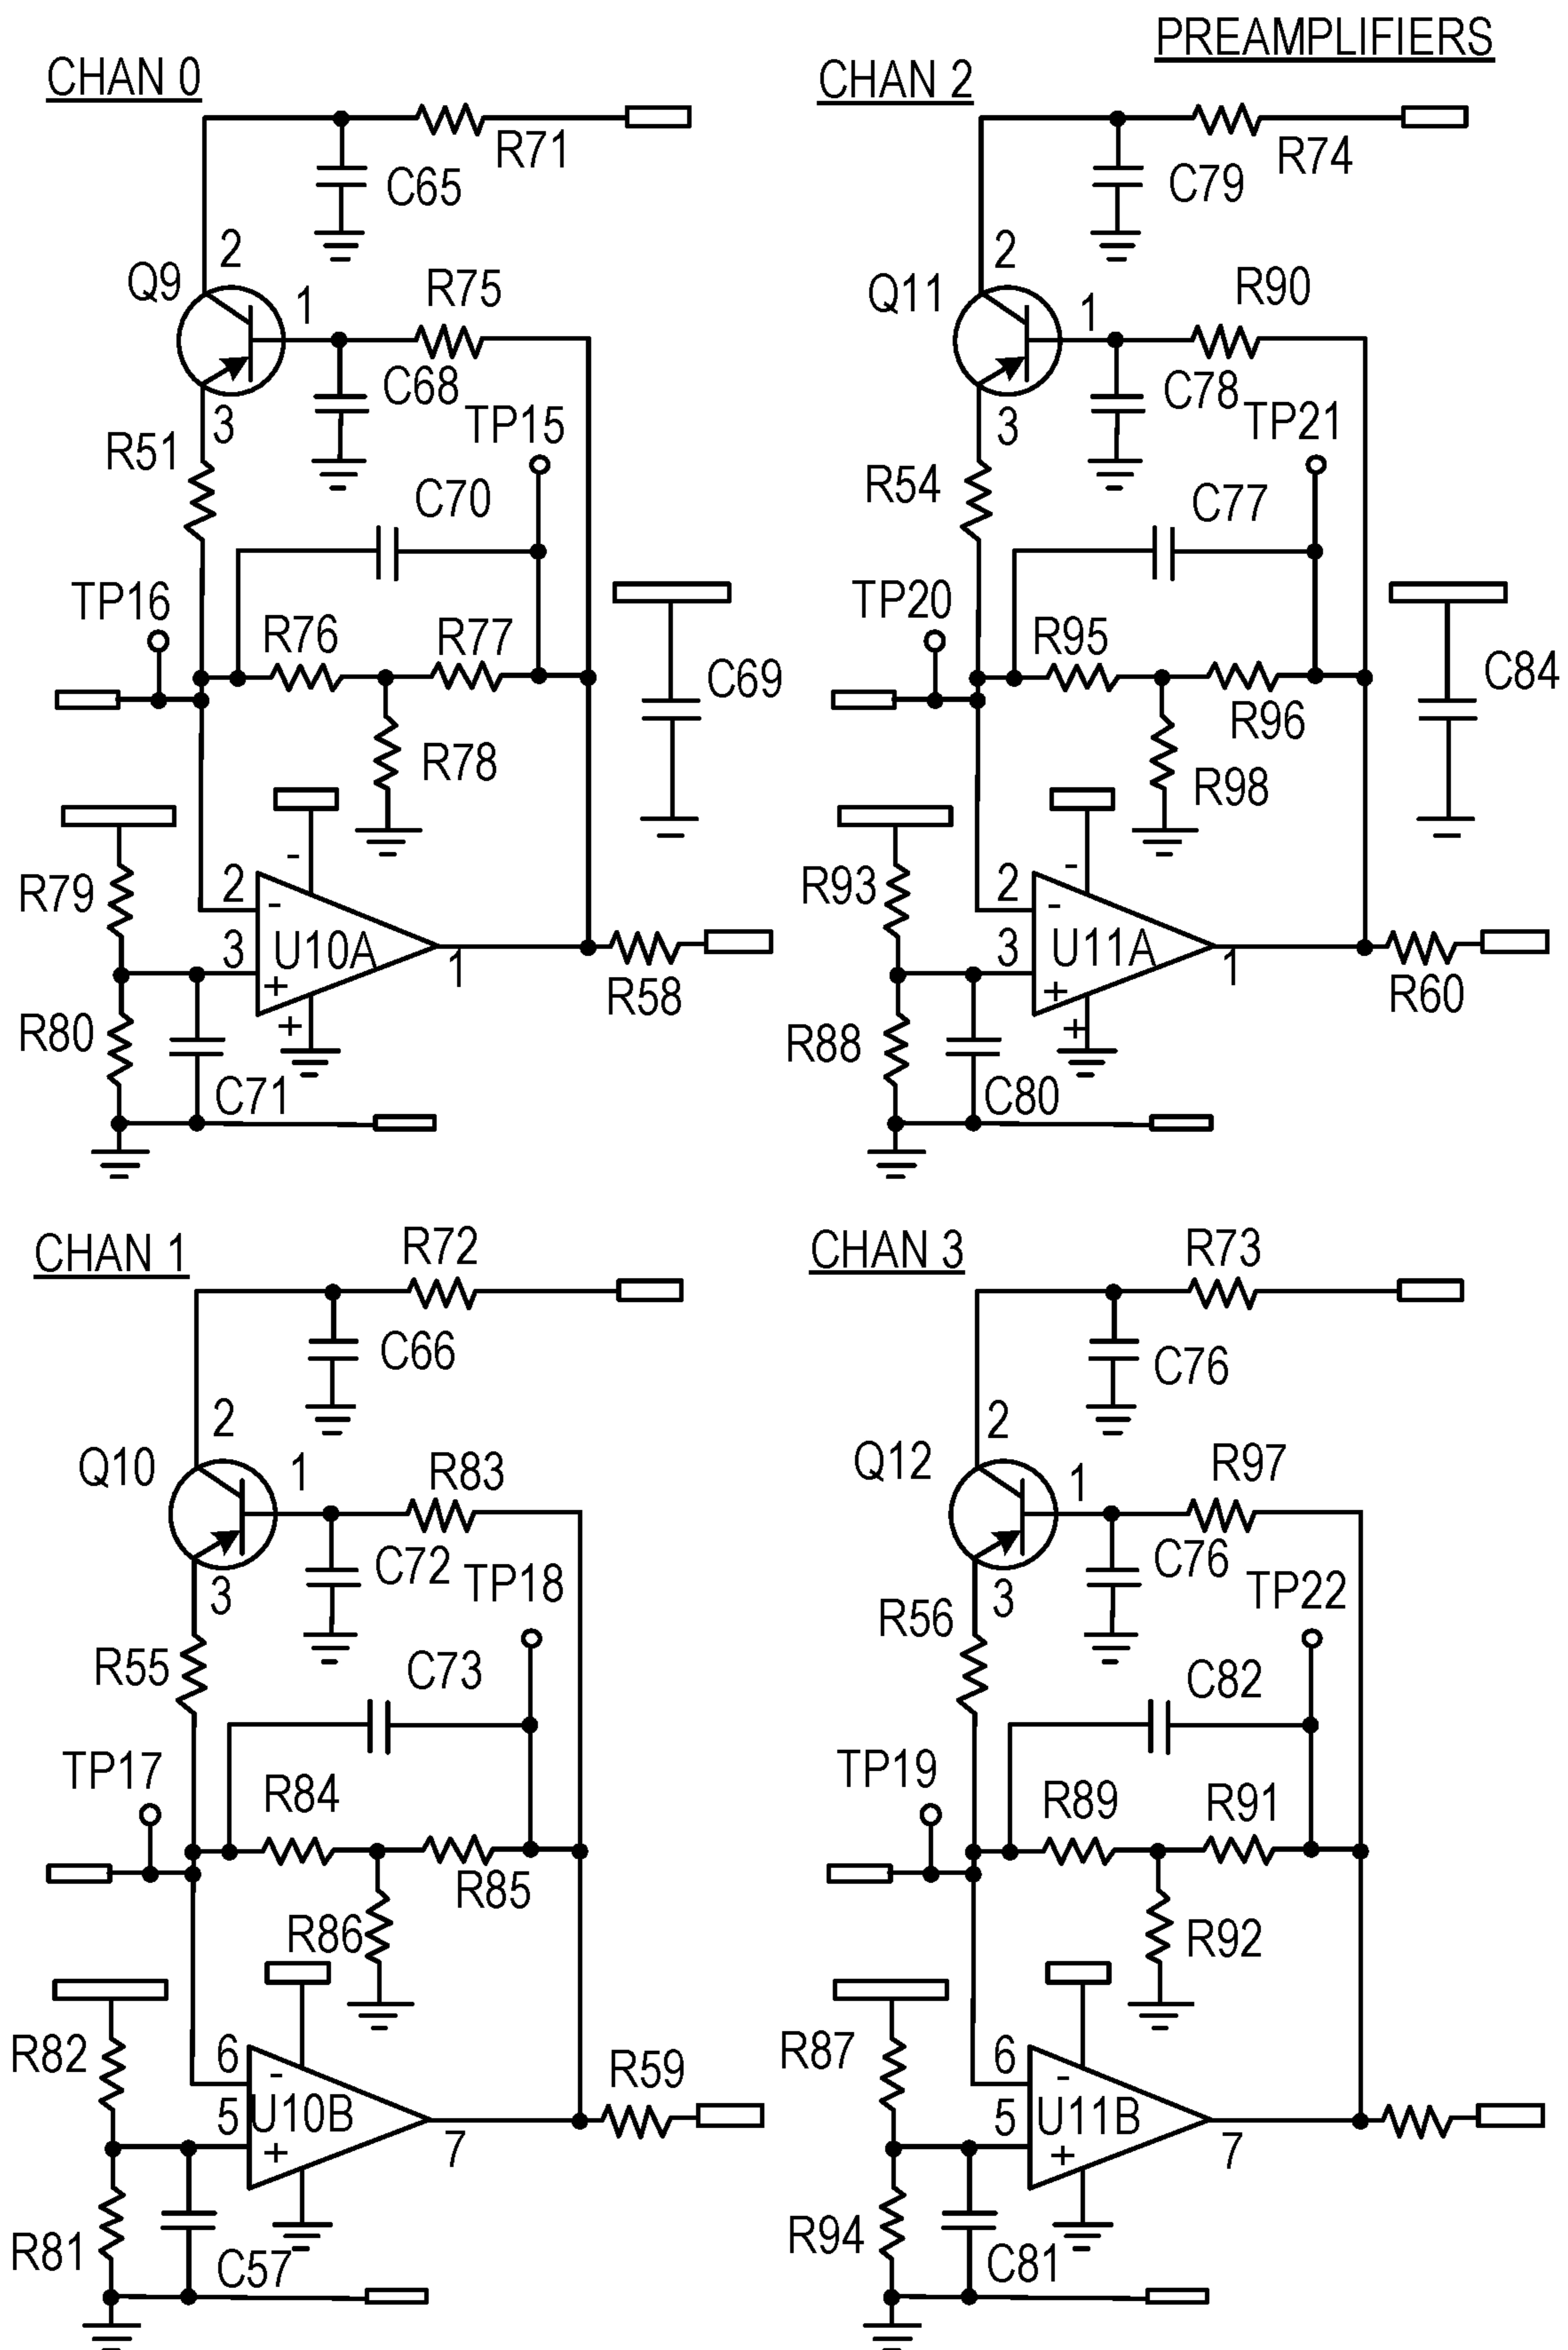 PREAMPLIFIERS
CHAN 0
R71
C65
2
Q9
1
R75
C68
3
TP15
R51
C70
TP16
R76
R77
C69
R78
-
R79
2
-
3
U10A
1
+
R58
R80
+
C71
CHAN 2
R74
C79
2
Q11
1
R90
C78
3
TP21
R54
C77
TP20
R95
C84
R96
R98
-
R93
2
-
3
U11A
1
+
R60
R88
+
C80
CHAN 1
R72
C66
2
Q10
1
R83
C72
TP18
3
R55
C73
TP17
R84
R85
R86
R82
6
-
R59
5
U10B
+
7
R81
C57
CHAN 3
R73
C76
2
Q12
1
R97
C76
TP22
3
R56
C82
TP19
R89
R91
R92
R87
6
-
5
U11B
+
7
R94
C81